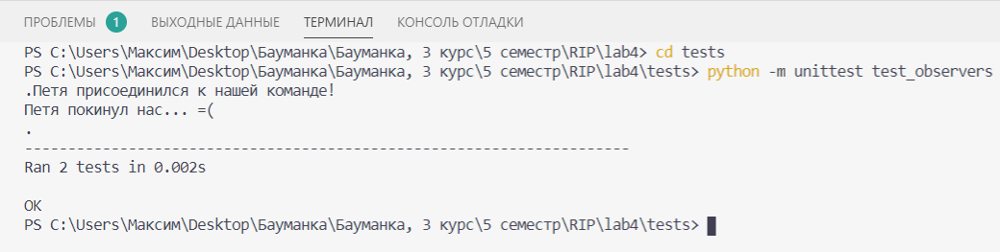 ПРОБЛЕМЫ 1 ВЫХОДНЫЕ ДАННЫЕ ТЕРМИНАЛ КОНСОЛЬ ОТЛАДКИ
PS C:\Users\Максим\Desktop\Бауманка\Бауманка, 3 курс\5 семестр\RIP\lab4> cd tests
PS C:\Users\Максим\Desktop\Бауманка\Бауманка, 3 курс\5 семестр\RIP\lab4\tests> python -m unittest test_observers
.Петя присоединился к нашей команде!
Петя покинул нас... =(
.
----------------------------------------------------------------------
Ran 2 tests in 0.002s
OK
PS C:\Users\Максим\Desktop\Бауманка\Бауманка, 3 курс\5 семестр\RIP\lab4\tests>